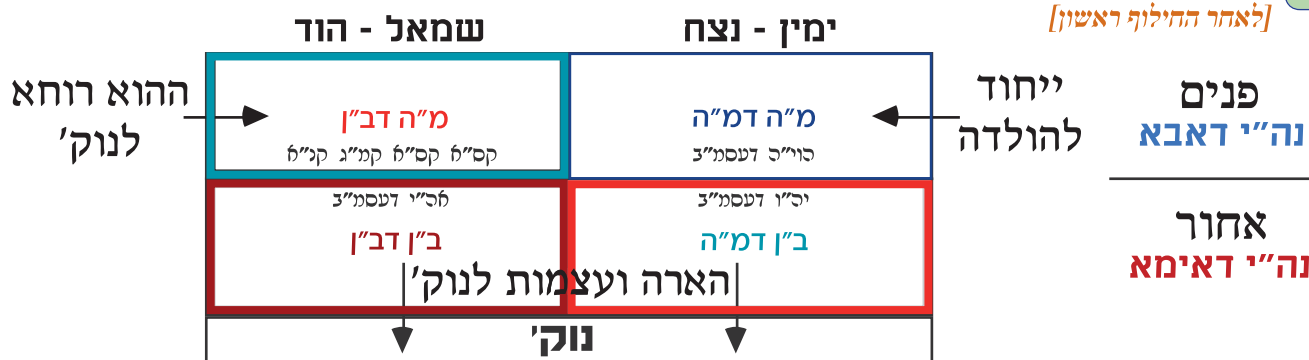 [לאחר החילוף ראשון]
ימין - נצח
שמאל - הוד
פנים
נה״י דאבא
ייחוד
להולדה
מ״ה דמ״ה
הוי״ה דעסמ״ב
מ״ה דב״ן
קס״א קס״א קמ״ג קנ״א
ההוא רוחא
לנוק׳
אחור
נה״י דאימא
יה״ו דעסמ״ב
ב״ן דמ״ה
אה״י דעסמ״ב
ב״ן דב״ן
הארה ועצמות לנוק׳
נוק׳